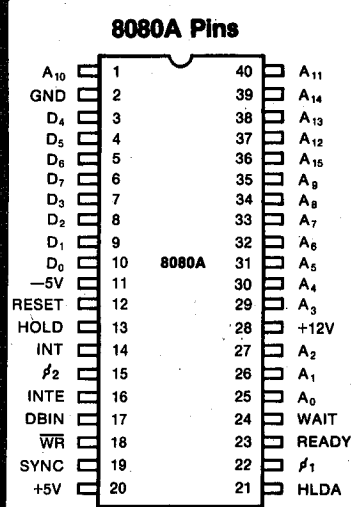 8080A Pins
A₁₀ 1 40 A₁₁
GND 2 39 A₁₄
D₄ 3 38 A₁₃
D₅ 4 37 A₁₂
D₆ 5 36 A₁₅
D₇ 6 35 A₉
D₃ 7 34 A₈
D₂ 8 33 A₇
D₁ 9 32 A₆
D₀ 10 8080A 31 A₅
−5V 11 30 A₄
RESET 12 29 A₃
HOLD 13 28 +12V
INT 14 27 A₂
ϕ₂ 15 26 A₁
INTE 16 25 A₀
DBIN 17 24 WAIT
W̅R̅ 18 23 READY
SYNC 19 22 ϕ₁
+5V 20 21 HLDA